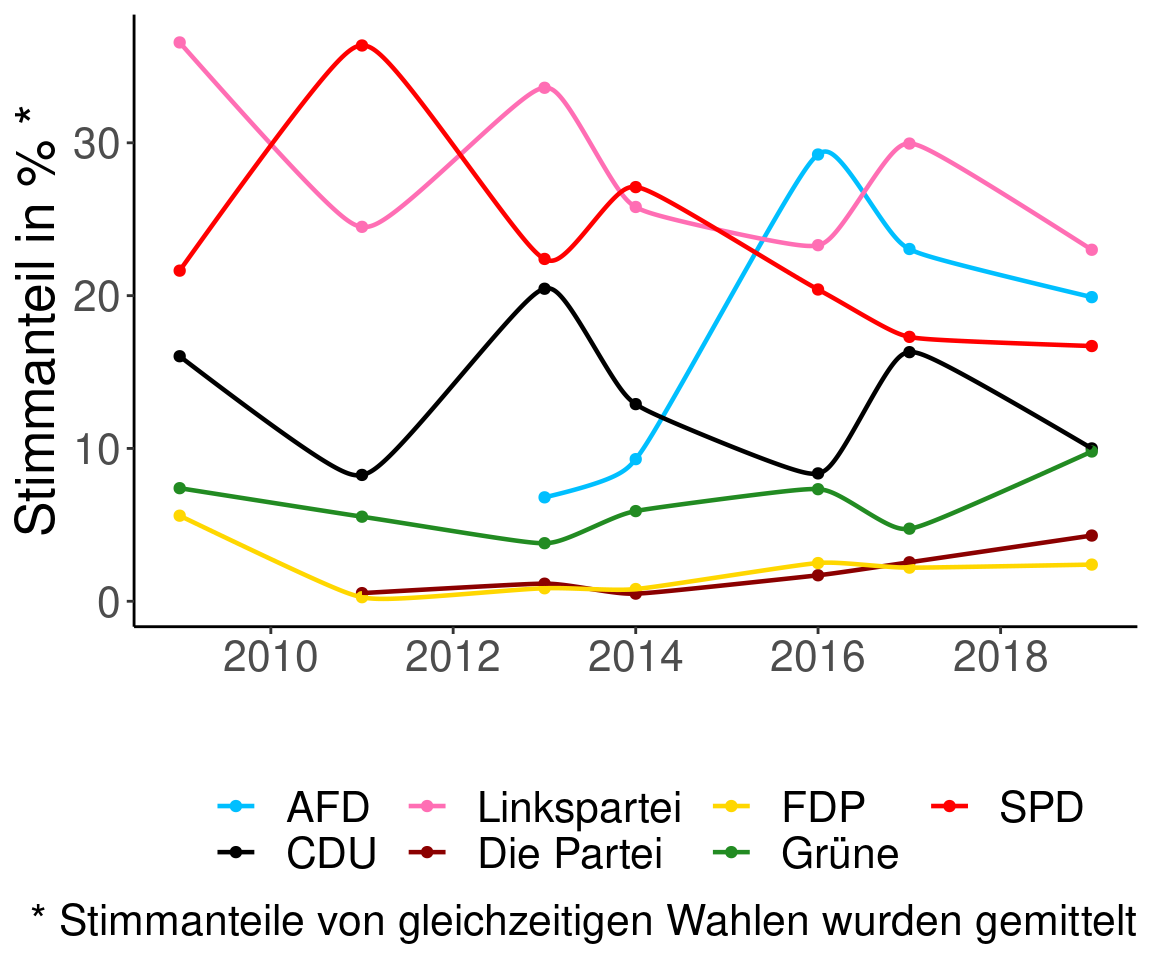 Stimmanteil in % *
30
20
10
0
2010 2012 2014 2016 2018
AFD Linkspartei FDP SPD
CDU Die Partei Grüne
* Stimmanteile von gleichzeitigen Wahlen wurden gemittelt